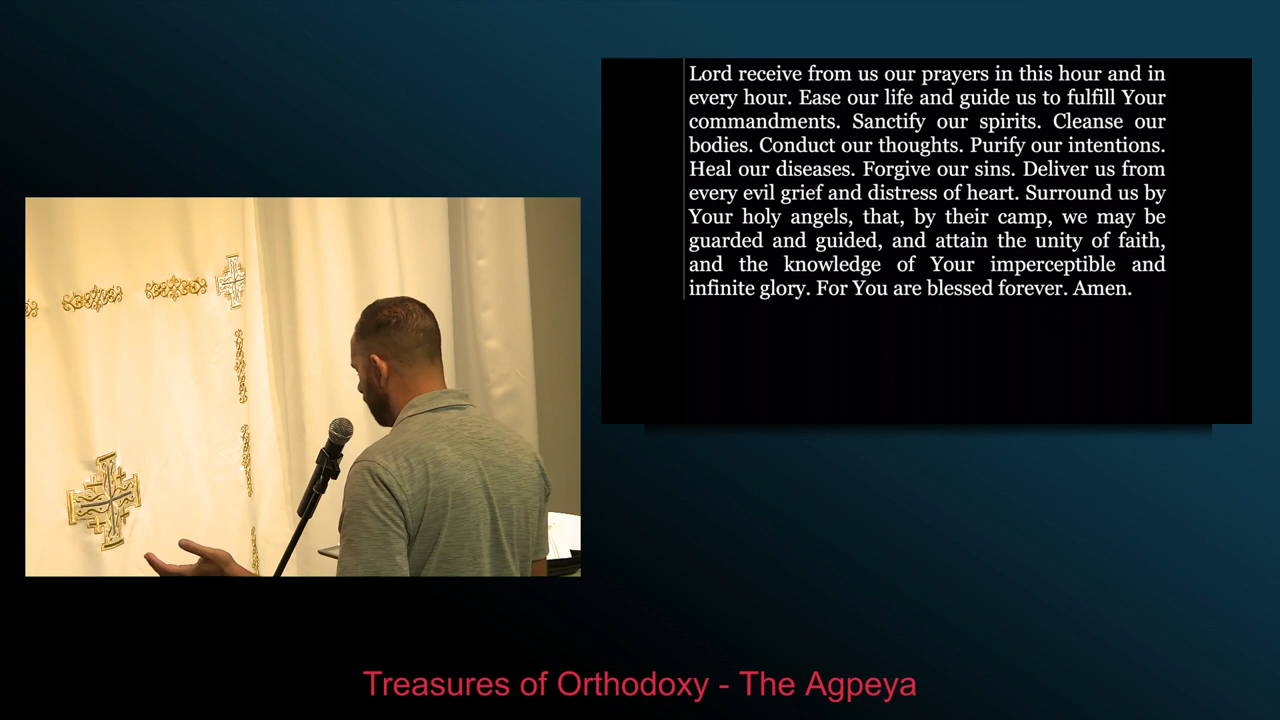 Lord receive from us our prayers in this hour and in
every hour. Ease our life and guide us to fulfill Your
commandments. Sanctify our spirits. Cleanse our
bodies. Conduct our thoughts. Purify our intentions.
Heal our diseases. Forgive our sins. Deliver us from
every evil grief and distress of heart. Surround us by
Your holy angels, that, by their camp, we may be
guarded and guided, and attain the unity of faith,
and the knowledge of Your imperceptible and
infinite glory. For You are blessed forever. Amen.
Treasures of Orthodoxy - The Agpeya